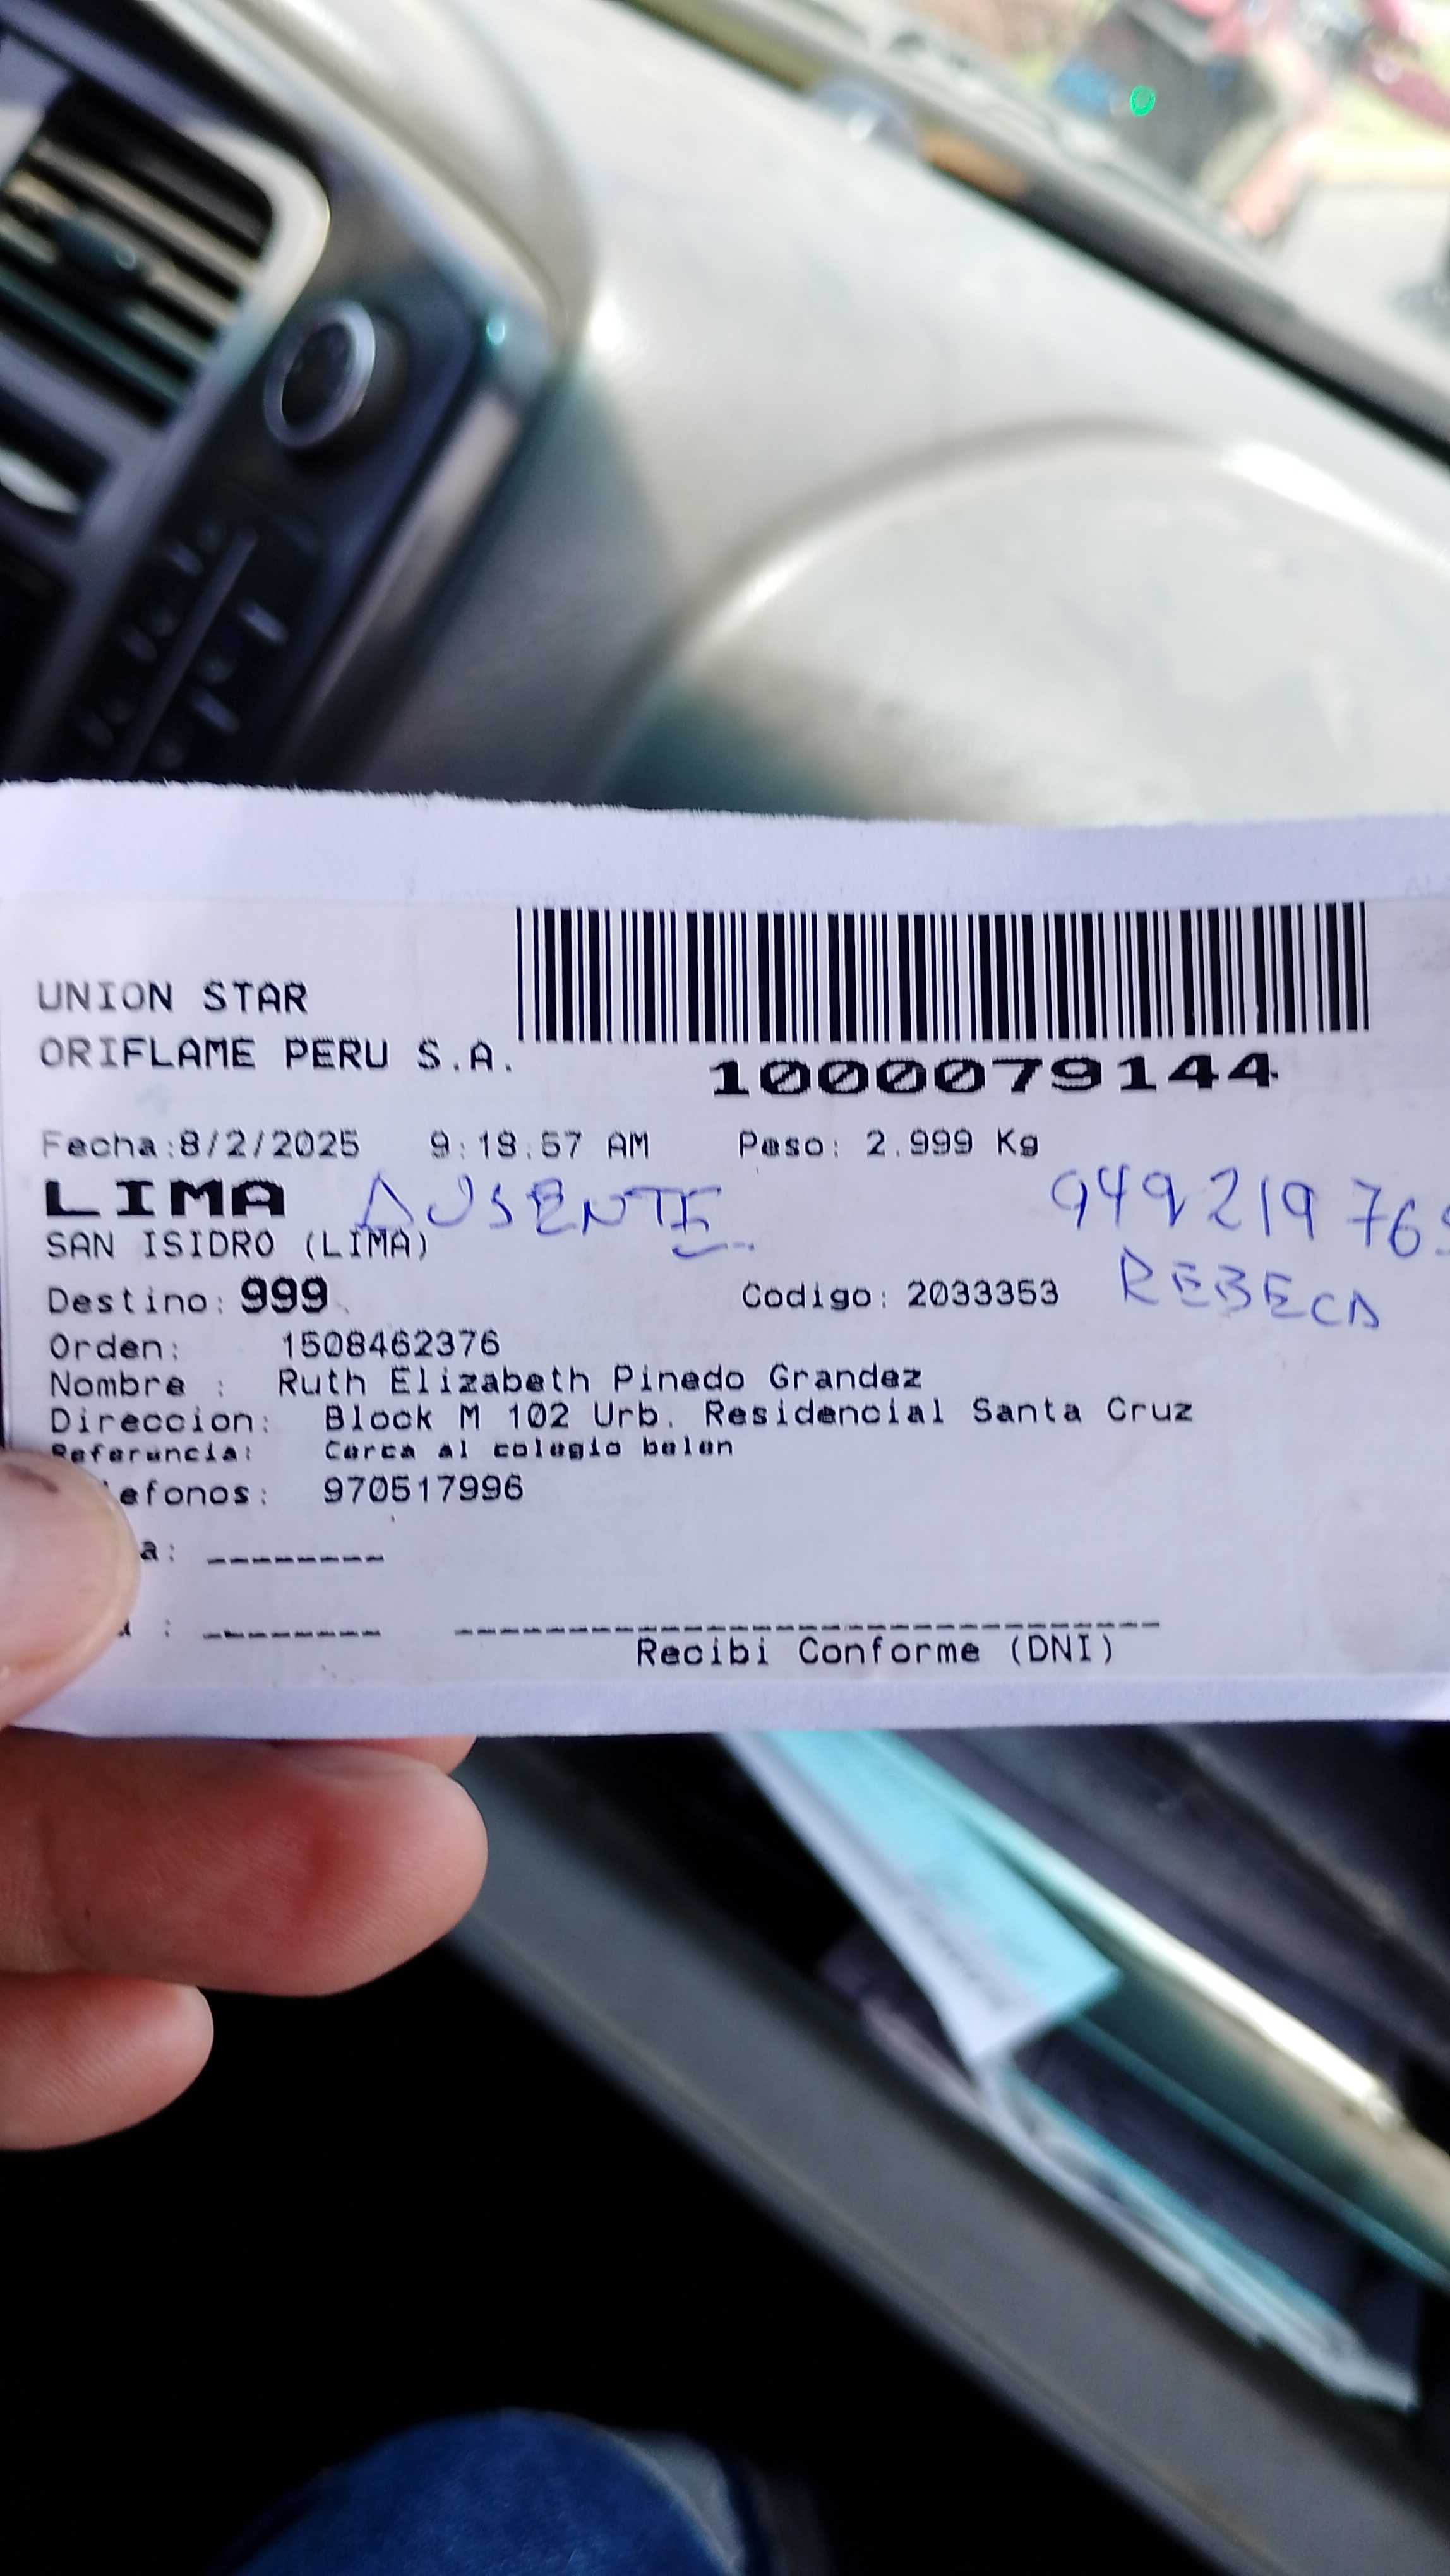 UNION STAR
ORIFLAME PERU S.A.
1000079144
Fecha:8/2/2025 9:18:57 AM Peso: 2.999 Kg
LIMA AUSENTE 949219765
SAN ISIDRO (LIMA)
Destino: 999 Codigo: 2033353 REBECA
Orden: 1508462376
Nombre : Ruth Elizabeth Pinedo Grandez
Direccion: Block M 102 Urb. Residencial Santa Cruz
Referencia: Cerca al colegio belen
efonos: 970517996
a: --------
: -------- 
Recibi Conforme (DNI)